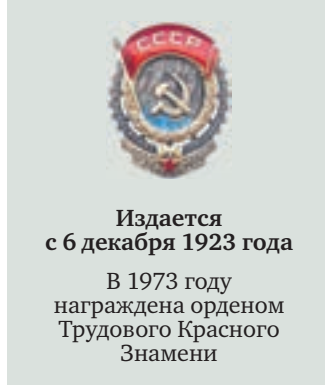 СССР
Издается
с 6 декабря 1923 года
В 1973 году
награждена орденом
Трудового Красного
Знамени